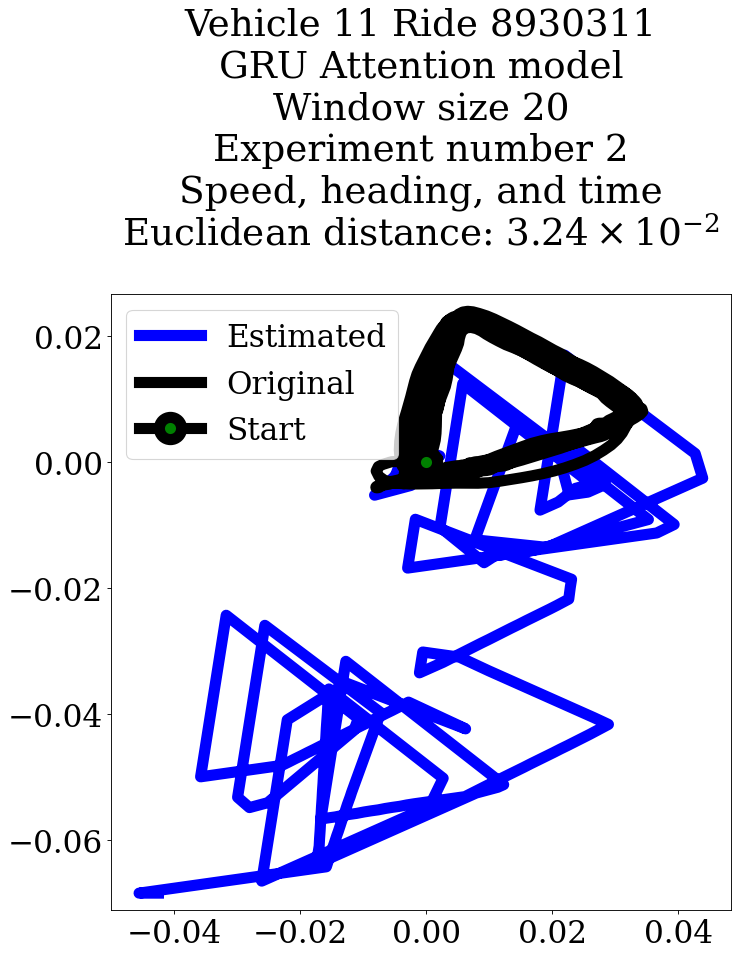 Vehicle 11 Ride 8930311
GRU Attention model
Window size 20
Experiment number 2
Speed, heading, and time
Euclidean distance: 3.24 × 10⁻²
Estimated
Original
Start
0.02
0.00
−0.02
−0.04
−0.06
−0.04
−0.02
0.00
0.02
0.04